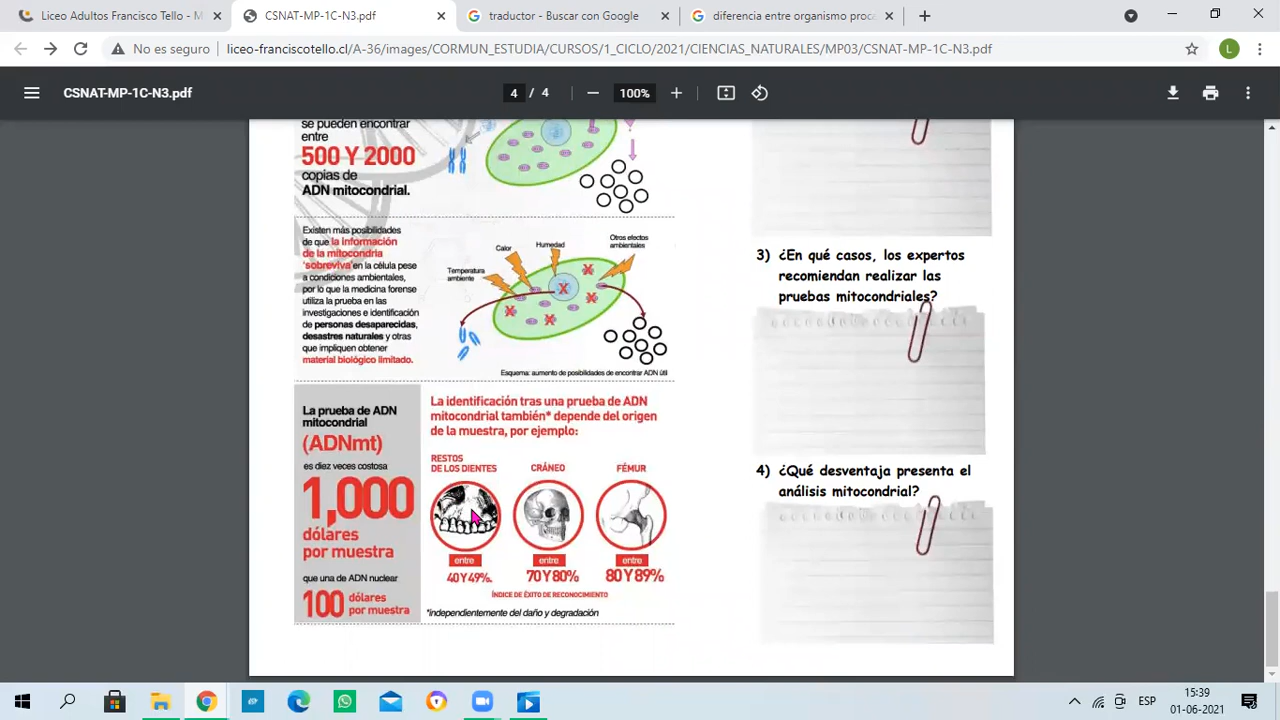 Liceo Adultos Francisco Tello - M
CSNAT-MP-1C-N3.pdf
traductor - Buscar con Google
diferencia entre organismo proc
No es seguro
liceo-franciscotello.cl/A-36/images/CORMUN_ESTUDIA/CURSOS/1_CICLO/2021/CIENCIAS_NATURALES/MP03/CSNAT-MP-1C-N3.pdf
L
CSNAT-MP-1C-N3.pdf
4 / 4
100%
se pueden encontrar
entre
500 Y 2000
copias de
ADN mitocondrial.
Existen más posibilidades
de que la información
de la mitocondria
'sobreviva' en la célula pese
a condiciones ambientales,
por lo que la medicina forense
utiliza la prueba en las
investigaciones e identificación
de personas desaparecidas,
desastres naturales y otras
que impliquen obtener
material biológico limitado.
Temperatura
ambiente
Calor
Humedad
Otros efectos
ambientales
Esquema: aumento de posibilidades de encontrar ADN útil
La prueba de ADN
mitocondrial
(ADNmt)
es diez veces costosa
1,000
dólares
por muestra
que una de ADN nuclear
100 dólares
por muestra
La identificación tras una prueba de ADN
mitocondrial también* depende del origen
de la muestra, por ejemplo:
RESTOS
DE LOS DIENTES
CRÁNEO
FÉMUR
entre
40 Y 49%.
entre
70 Y 80%
entre
80 Y 89%
ÍNDICE DE ÉXITO DE RECONOCIMIENTO
*independientemente del daño y degradación
3) ¿En qué casos, los expertos
recomiendan realizar las
pruebas mitocondriales?
4) ¿Qué desventaja presenta el
análisis mitocondrial?
ESP
15:39
01-06-2021